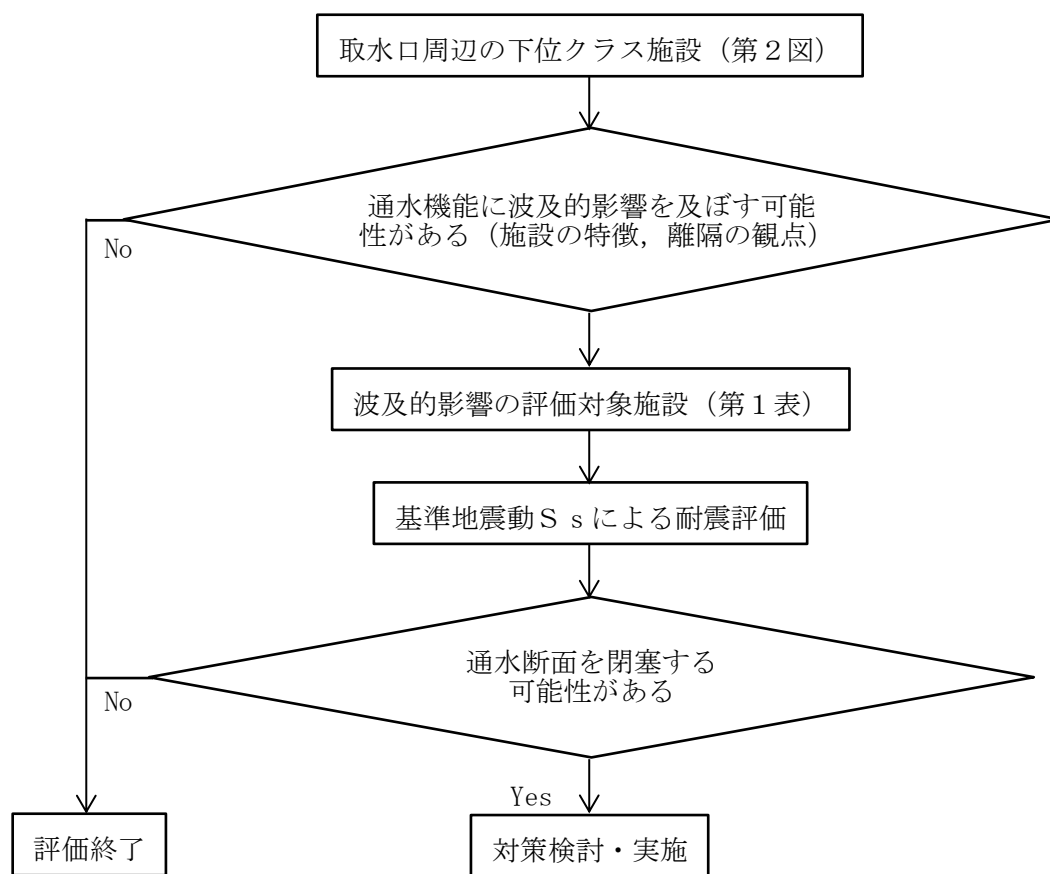 取水口周辺の下位クラス施設（第２図）
通水機能に波及的影響を及ぼす可能
性がある（施設の特徴，離隔の観点）
No
波及的影響の評価対象施設（第１表）
基準地震動Ｓｓによる耐震評価
通水断面を閉塞する
可能性がある
No
Yes
評価終了
対策検討・実施